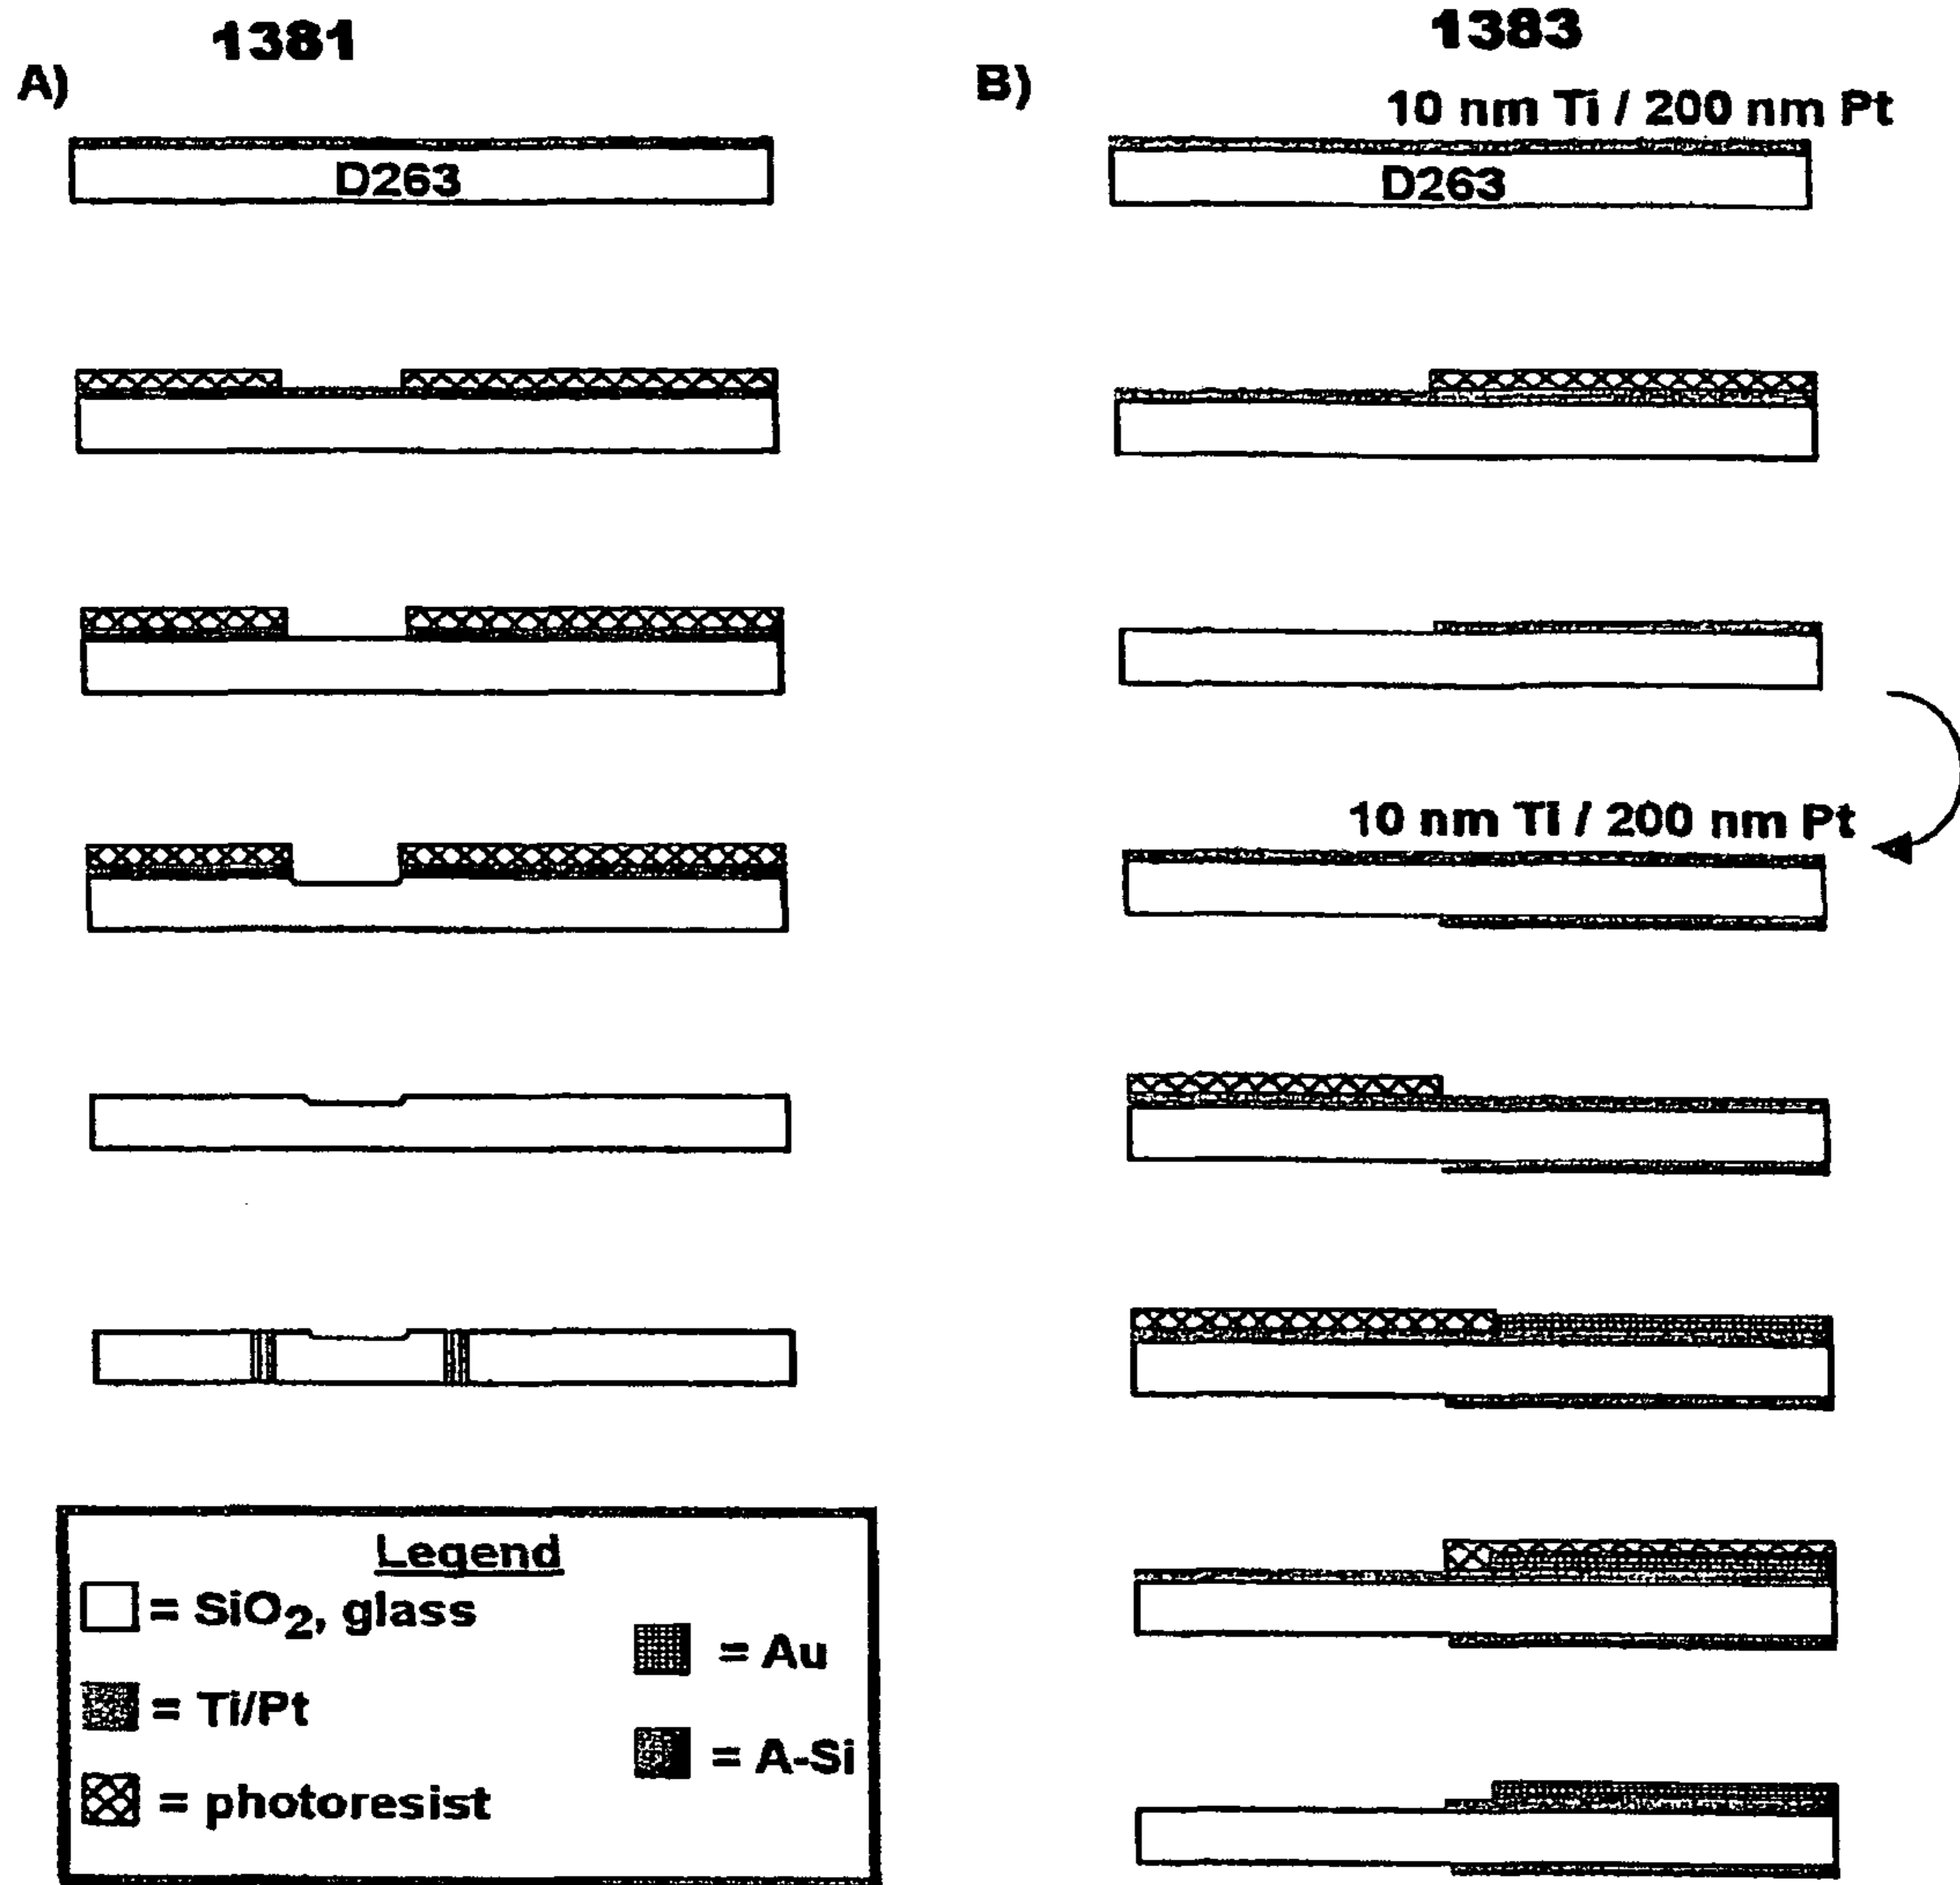 1381
A)
D263
1383
B)
10 nm Ti / 200 nm Pt
D263
10 nm Ti / 200 nm Pt
Legend
= SiO₂, glass
= Ti/Pt
= photoresist
= Au
= A-Si